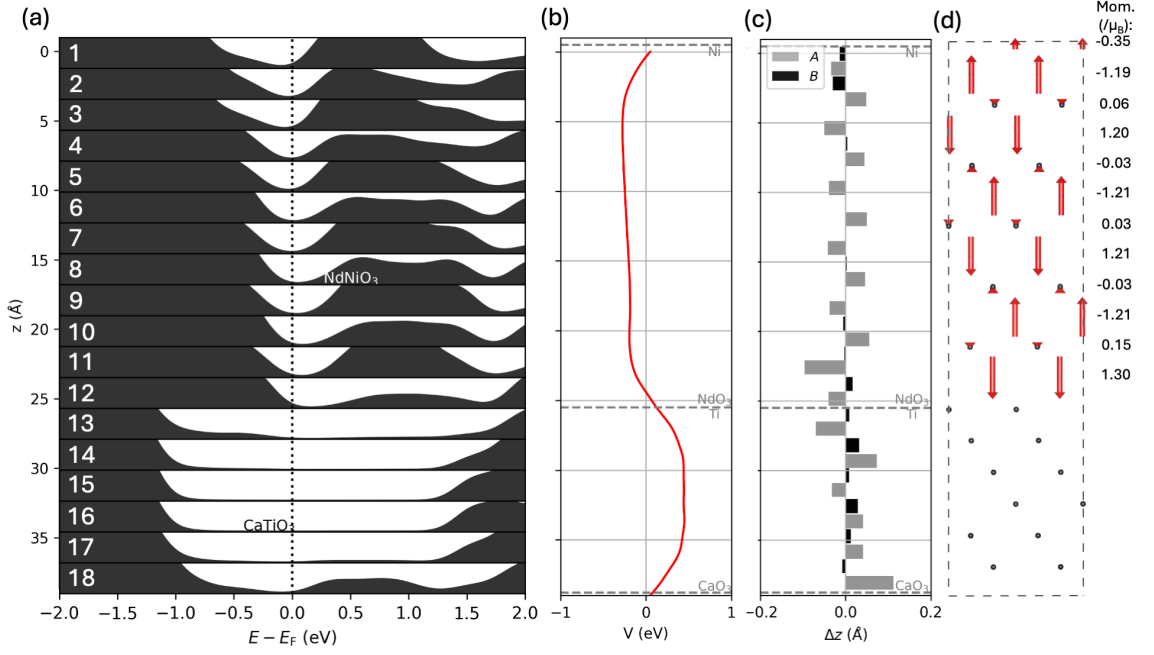 (a)
(b)
(c)
(d)
Mom.
(/μB):
0
5
10
15
20
25
30
35
z (Å)
1
2
3
4
5
6
7
8
9
10
11
12
13
14
15
16
17
18
NdNiO3
CaTiO3
−2.0 −1.5 −1.0 −0.5 0.0 0.5 1.0 1.5 2.0
E − EF (eV)
Ni
NdO3
Ti
CaO3
−1 0 1
V (eV)
A
B
Ni
NdO3
Ti
CaO3
−0.2 0.0 0.2
Δz (Å)
-0.35
-1.19
0.06
1.20
-0.03
-1.21
0.03
1.21
-0.03
-1.21
0.15
1.30